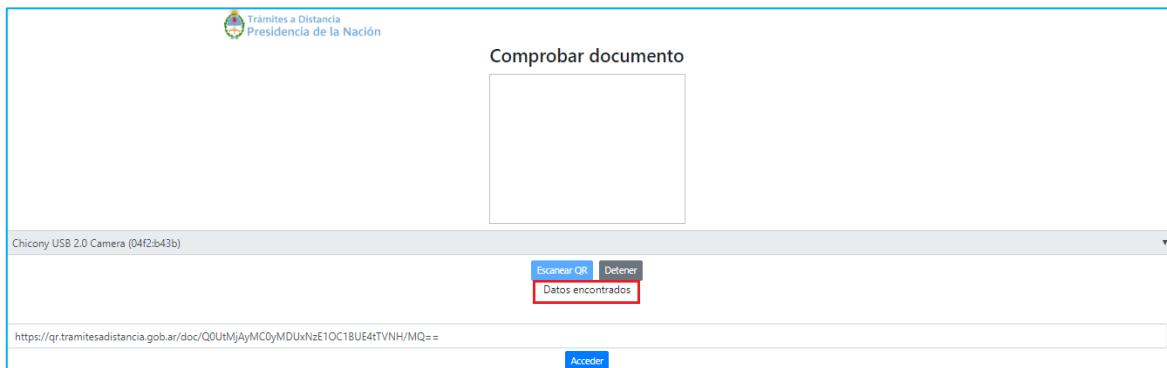 Trámites a Distancia
Presidencia de la Nación
Comprobar documento
Chicony USB 2.0 Camera (04f2:b43b)
Escanear QR Detener
Datos encontrados
https://qr.tramitesadistancia.gob.ar/doc/Q0UtMjAyMC0yMDUxNzE1OC1BUE4tTVNH/MQ==
Acceder